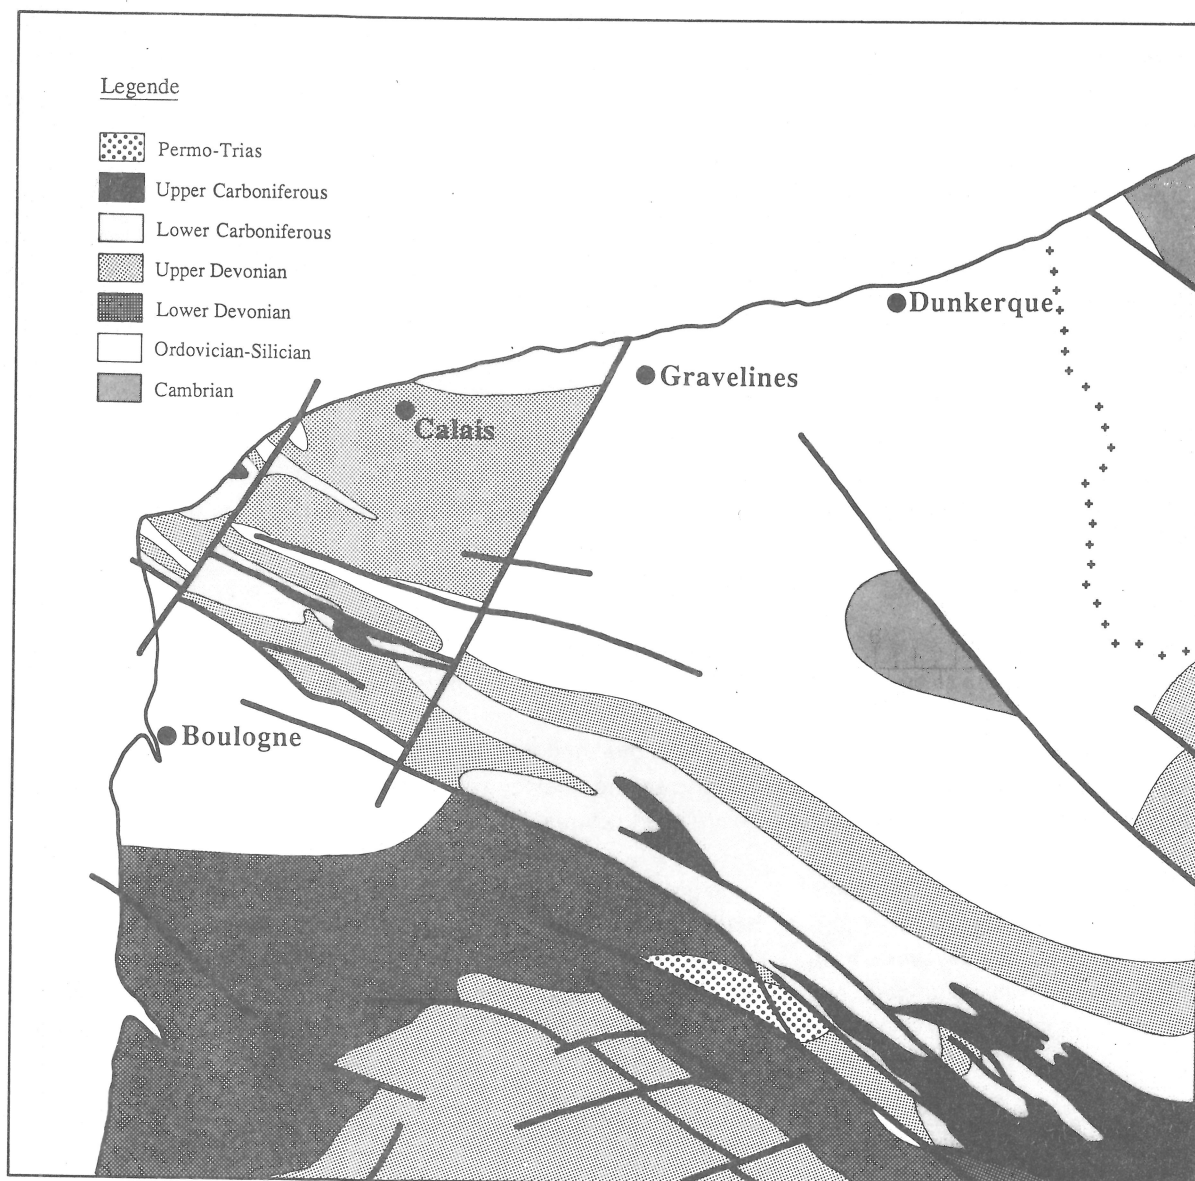 Legende
Permo-Trias
Upper Carboniferous
Lower Carboniferous
Upper Devonian
Lower Devonian
Ordovician-Silician
Cambrian
Dunkerque
Gravelines
Calais
Boulogne